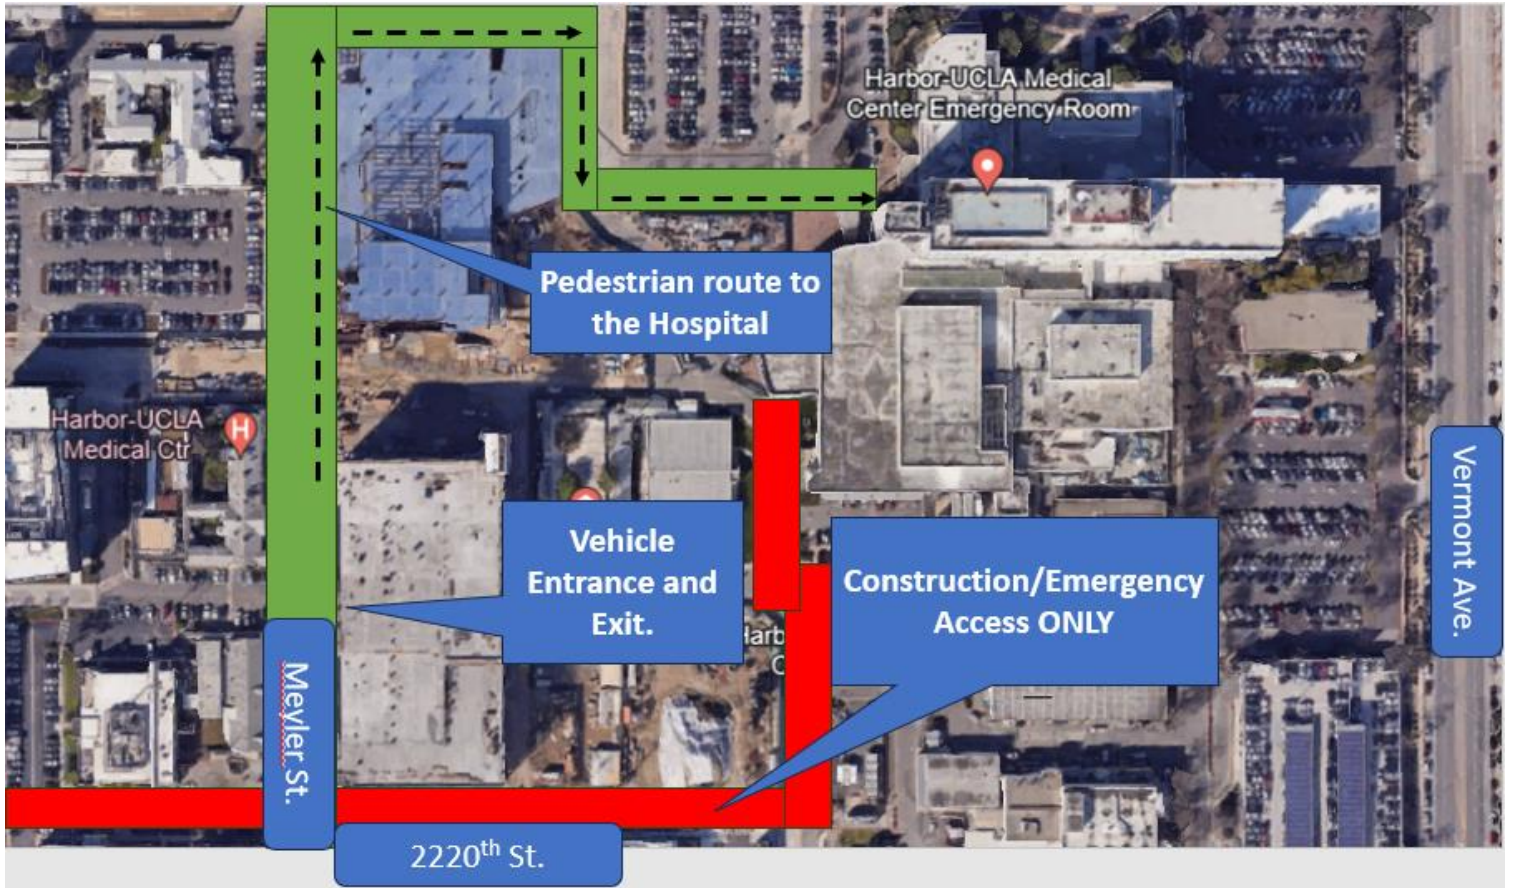 Harbor-UCLA Medical
Center Emergency Room
Pedestrian route to
the Hospital
Harbor-UCLA
Medical Ctr
H
Vehicle
Entrance and
Exit.
Construction/Emergency
Access ONLY
Vermont Ave.
Meyler St.
2220th St.